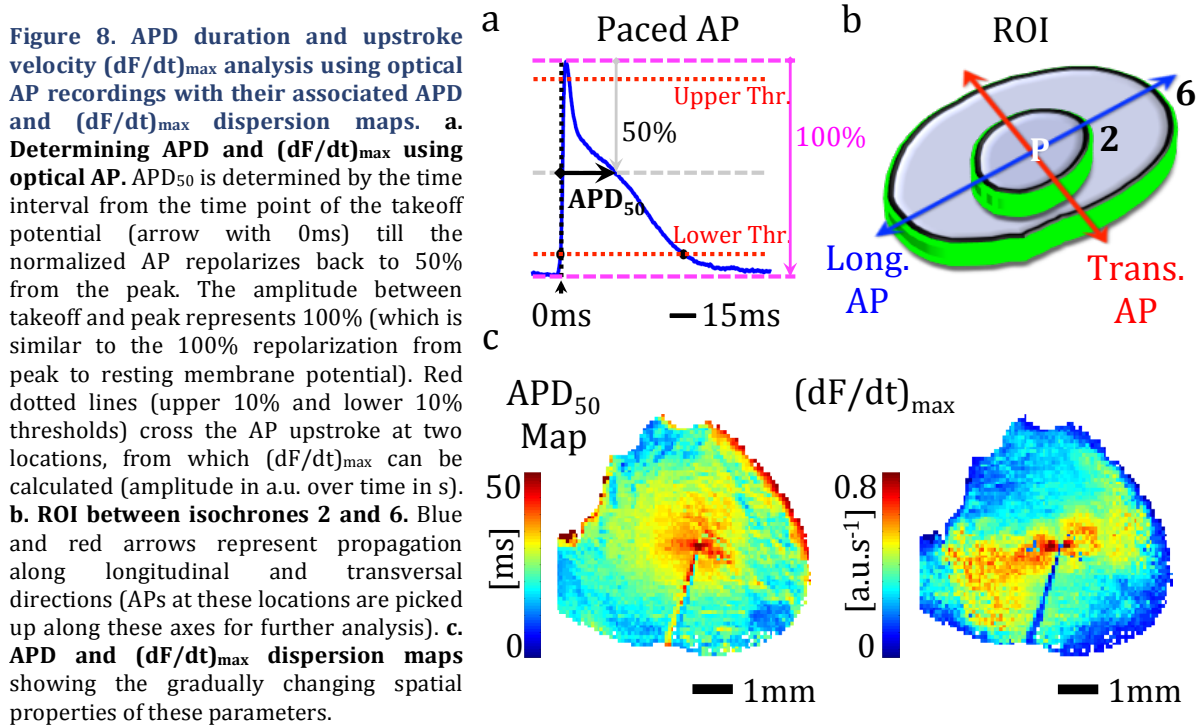 Figure 8. APD duration and upstroke
velocity (dF/dt)max analysis using optical
AP recordings with their associated APD
and (dF/dt)max dispersion maps. a.
Determining APD and (dF/dt)max using
optical AP. APD50 is determined by the time
interval from the time point of the takeoff
potential (arrow with 0ms) till the
normalized AP repolarizes back to 50%
from the peak. The amplitude between
takeoff and peak represents 100% (which is
similar to the 100% repolarization from
peak to resting membrane potential). Red
dotted lines (upper 10% and lower 10%
thresholds) cross the AP upstroke at two
locations, from which (dF/dt)max can be
calculated (amplitude in a.u. over time in s).
b. ROI between isochrones 2 and 6. Blue
and red arrows represent propagation
along longitudinal and transversal
directions (APs at these locations are picked
up along these axes for further analysis). c.
APD and (dF/dt)max dispersion maps
showing the gradually changing spatial
properties of these parameters.
a
Paced AP
Upper Thr.
50%
100%
APD50
Lower Thr.
0ms
15ms
b
ROI
6
2
P
Long.
AP
Trans.
AP
c
APD50
Map
50
[ms]
0
1mm
(dF/dt)max
0.8
[a.u.s-1]
0
1mm